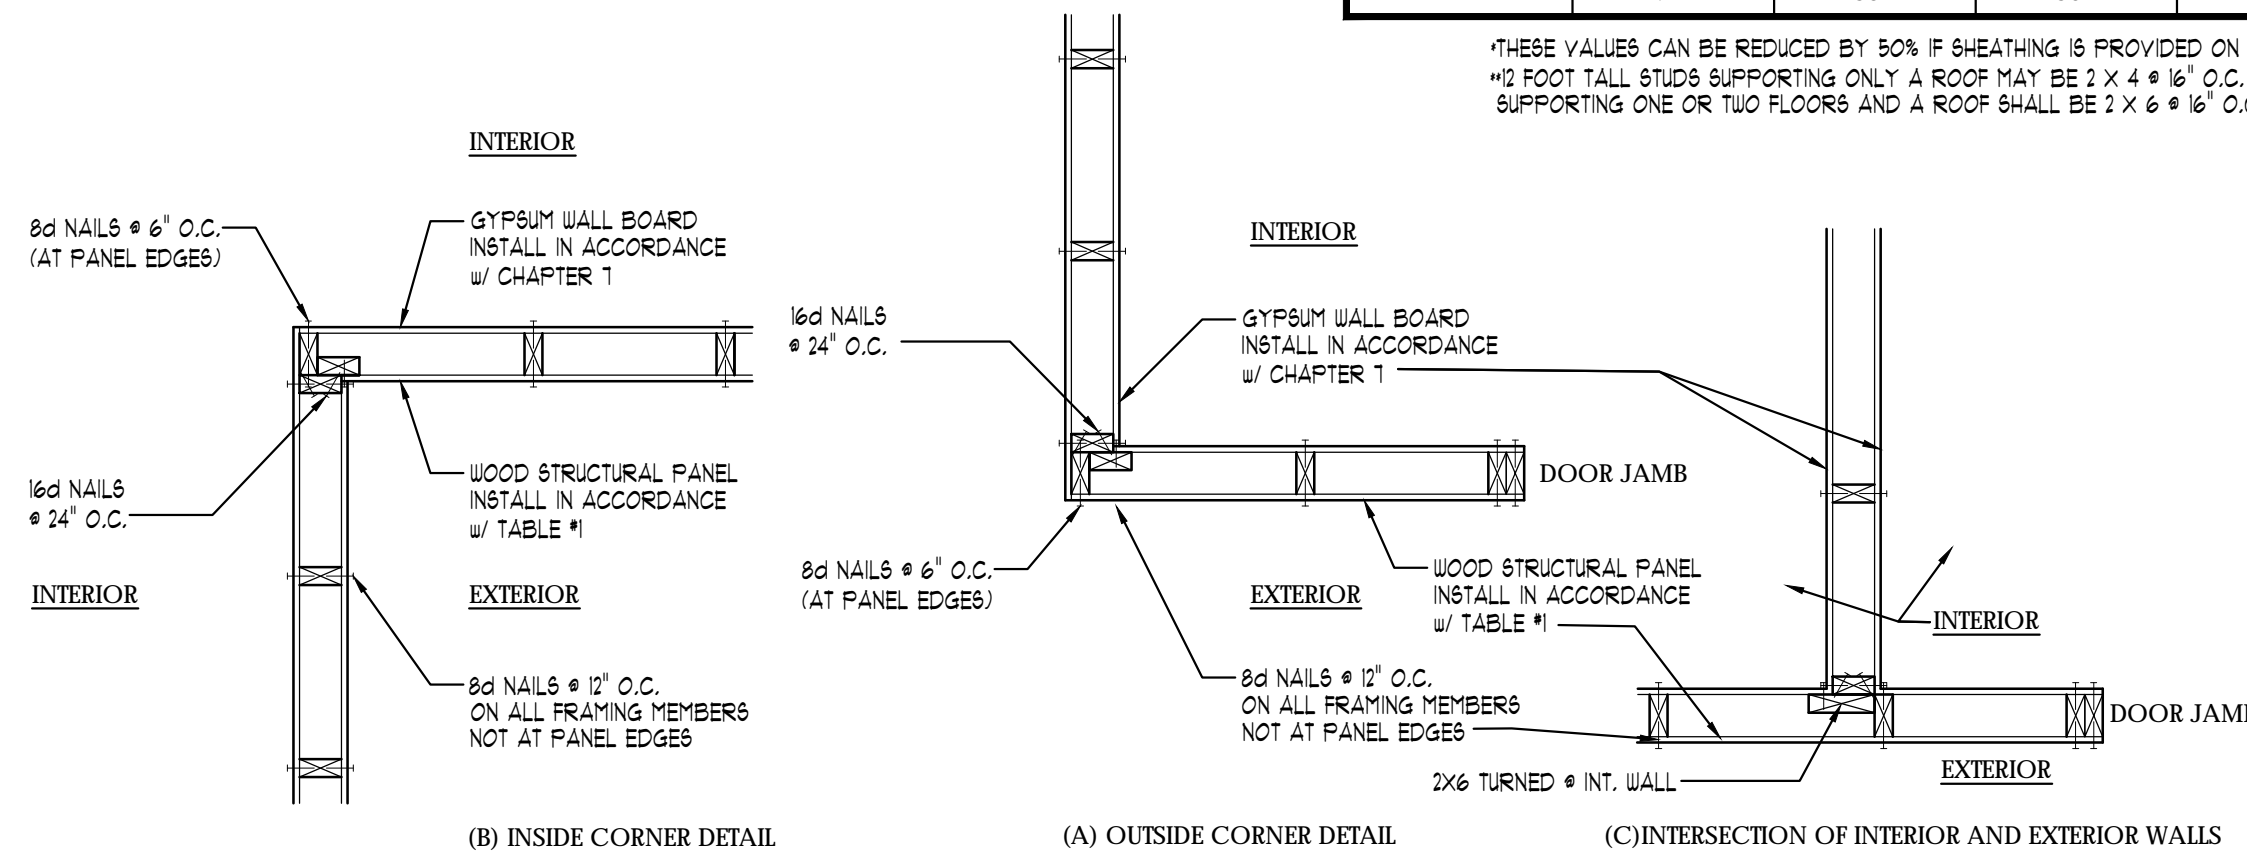 *THESE VALUES CAN BE REDUCED BY 50% IF SHEATHING IS PROVIDED ON
**12 FOOT TALL STUDS SUPPORTING ONLY A ROOF MAY BE 2 X 4 @ 16" O.C.
SUPPORTING ONE OR TWO FLOORS AND A ROOF SHALL BE 2 X 6 @ 16"
INTERIOR
8d NAILS @ 6" O.C.
(AT PANEL EDGES)
GYPSUM WALL BOARD
INSTALL IN ACCORDANCE
w/ CHAPTER 7
16d NAILS
@ 24" O.C.
WOOD STRUCTURAL PANEL
INSTALL IN ACCORDANCE
w/ TABLE #1
INTERIOR
EXTERIOR
8d NAILS @ 12" O.C.
ON ALL FRAMING MEMBERS
NOT AT PANEL EDGES
(B) INSIDE CORNER DETAIL
INTERIOR
16d NAILS
@ 24" O.C.
GYPSUM WALL BOARD
INSTALL IN ACCORDANCE
w/ CHAPTER 7
DOOR JAMB
8d NAILS @ 6" O.C.
(AT PANEL EDGES)
EXTERIOR
WOOD STRUCTURAL PANEL
INSTALL IN ACCORDANCE
w/ TABLE #1
8d NAILS @ 12" O.C.
ON ALL FRAMING MEMBERS
NOT AT PANEL EDGES
(A) OUTSIDE CORNER DETAIL
INTERIOR
DOOR
2X6 TURNED @ INT. WALL
EXTERIOR
(C)INTERSECTION OF INTERIOR AND EXTERIOR WALLS